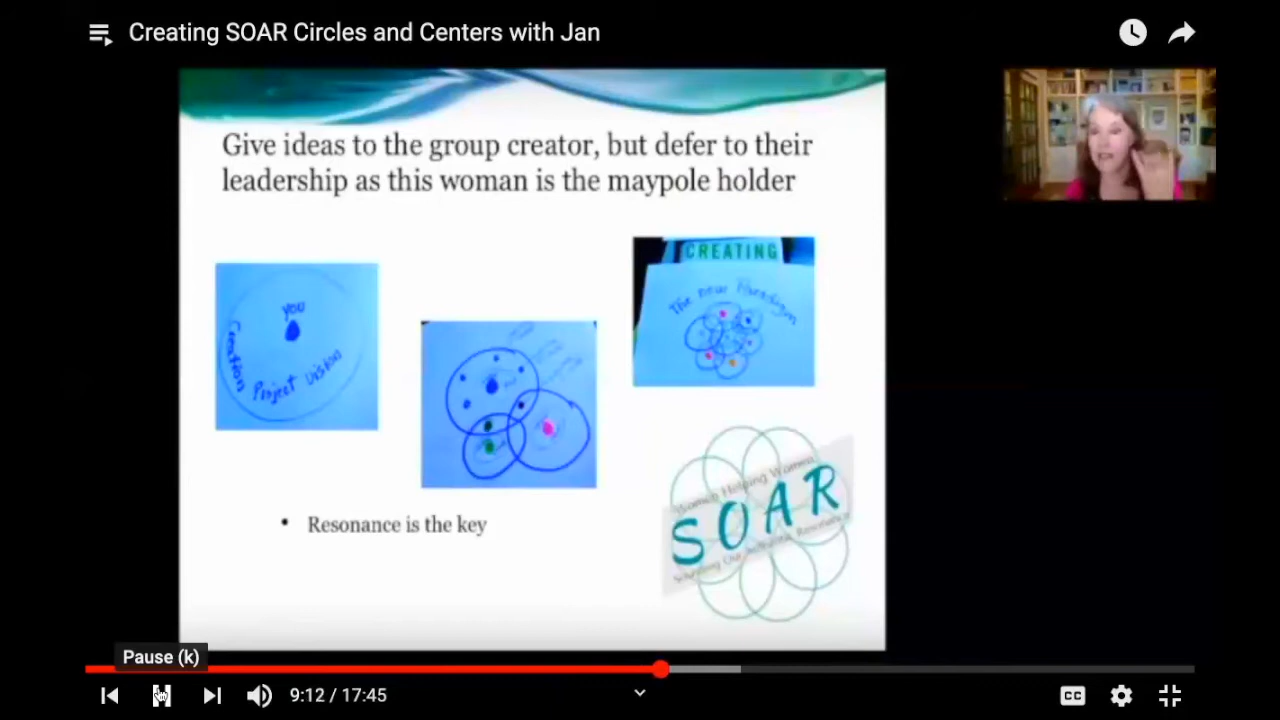 Creating SOAR Circles and Centers with Jan
Give ideas to the group creator, but defer to their
leadership as this woman is the maypole holder
CREATING
The new Paradigm
YOU
Creation Project Vision
Women Helping Women
SOAR
Resonance
• Resonance is the key
Pause (k)
9:12 / 17:45
CC